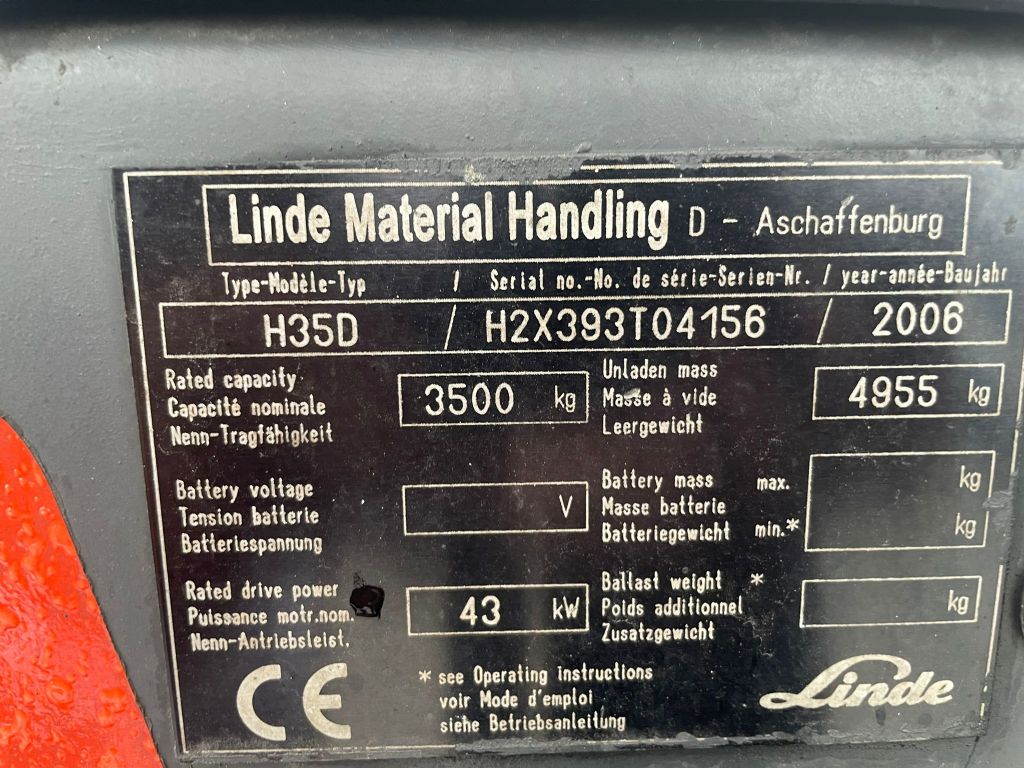 Linde Material Handling D - Aschaffenburg
Type-Modèle-Typ / Serial no.-No. de série-Serien-Nr. / year-année-Baujahr
H35D / H2X393T04156 / 2006
Rated capacity
Capacité nominale
Nenn-Tragfähigkeit
3500 kg
Unladen mass
Masse à vide
Leergewicht
4955 kg
Battery voltage
Tension batterie
Batteriespannung
V
Battery mass max.
Masse batterie
Batteriegewicht min.*
kg
kg
Rated drive power
Puissance motr.nom.
Nenn-Antriebsleist.
43 kW
Ballast weight *
Poids additionnel
Zusatzgewicht
kg
CE
* see Operating instructions
voir Mode d'emploi
siehe Betriebsanleitung
Linde